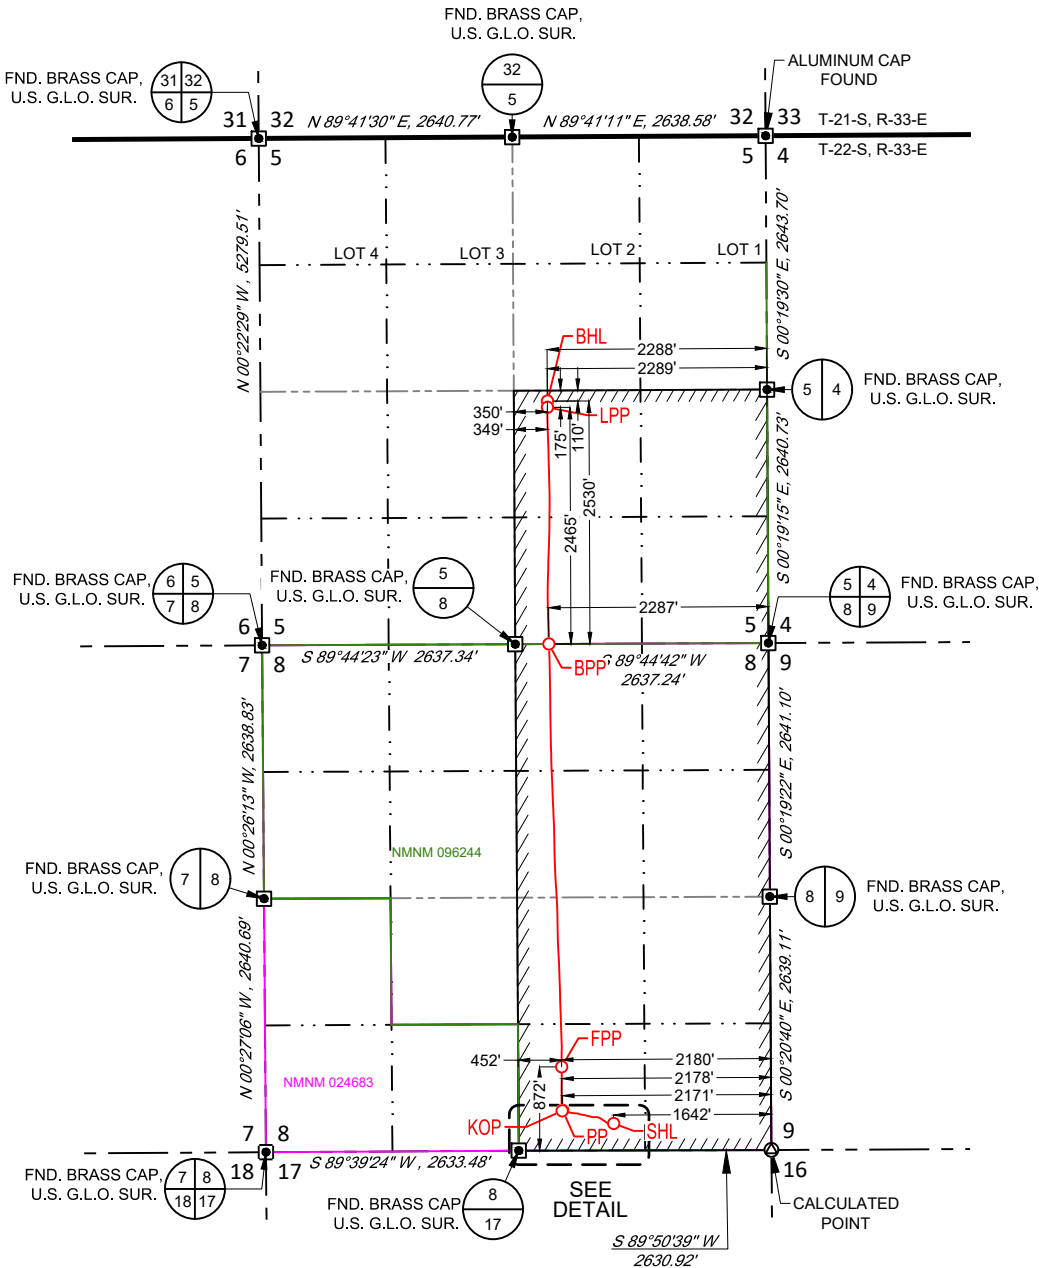 FND. BRASS CAP,
U.S. G.L.O. SUR.
32
5
FND. BRASS CAP,
U.S. G.L.O. SUR.
31 32
6 5
ALUMINUM CAP
FOUND
31 32
6 5
N 89°41'30" E, 2640.77'
N 89°41'11" E, 2638.58'
32 33
5 4
T-21-S, R-33-E
T-22-S, R-33-E
N 00°22'29" W , 5279.51'
S 00°19'30" E, 2643.70'
LOT 4
LOT 3
LOT 2
LOT 1
BHL
2288'
2289'
5 4
FND. BRASS CAP,
U.S. G.L.O. SUR.
350'
349'
LPP
175'
110'
2465'
2530'
S 00°19'15" E, 2640.73'
FND. BRASS CAP,
U.S. G.L.O. SUR.
6 5
7 8
FND. BRASS CAP,
U.S. G.L.O. SUR.
5
8
5 4
8 9
FND. BRASS CAP,
U.S. G.L.O. SUR.
2287'
6 5
7 8
5 4
8 9
S 89°44'23" W 2637.34'
BPP
S 89°44'42" W
2637.24'
N 00°26'13" W, 2638.83'
S 00°19'22" E, 2641.10'
NMNM 096244
FND. BRASS CAP,
U.S. G.L.O. SUR.
7 8
8 9
FND. BRASS CAP,
U.S. G.L.O. SUR.
N 00°27'06" W , 2640.69'
S 00°20'40" E, 2639.11'
FPP
452'
2180'
2178'
2171'
1642'
872'
NMNM 024683
KOP
PP
SHL
7 8
18 17
9
16
S 89°39'24" W , 2633.48'
FND. BRASS CAP,
U.S. G.L.O. SUR.
7 8
18 17
FND. BRASS CAP
U.S. G.L.O. SUR.
8
17
SEE
DETAIL
CALCULATED
POINT
S 89°50'39" W
2630.92'